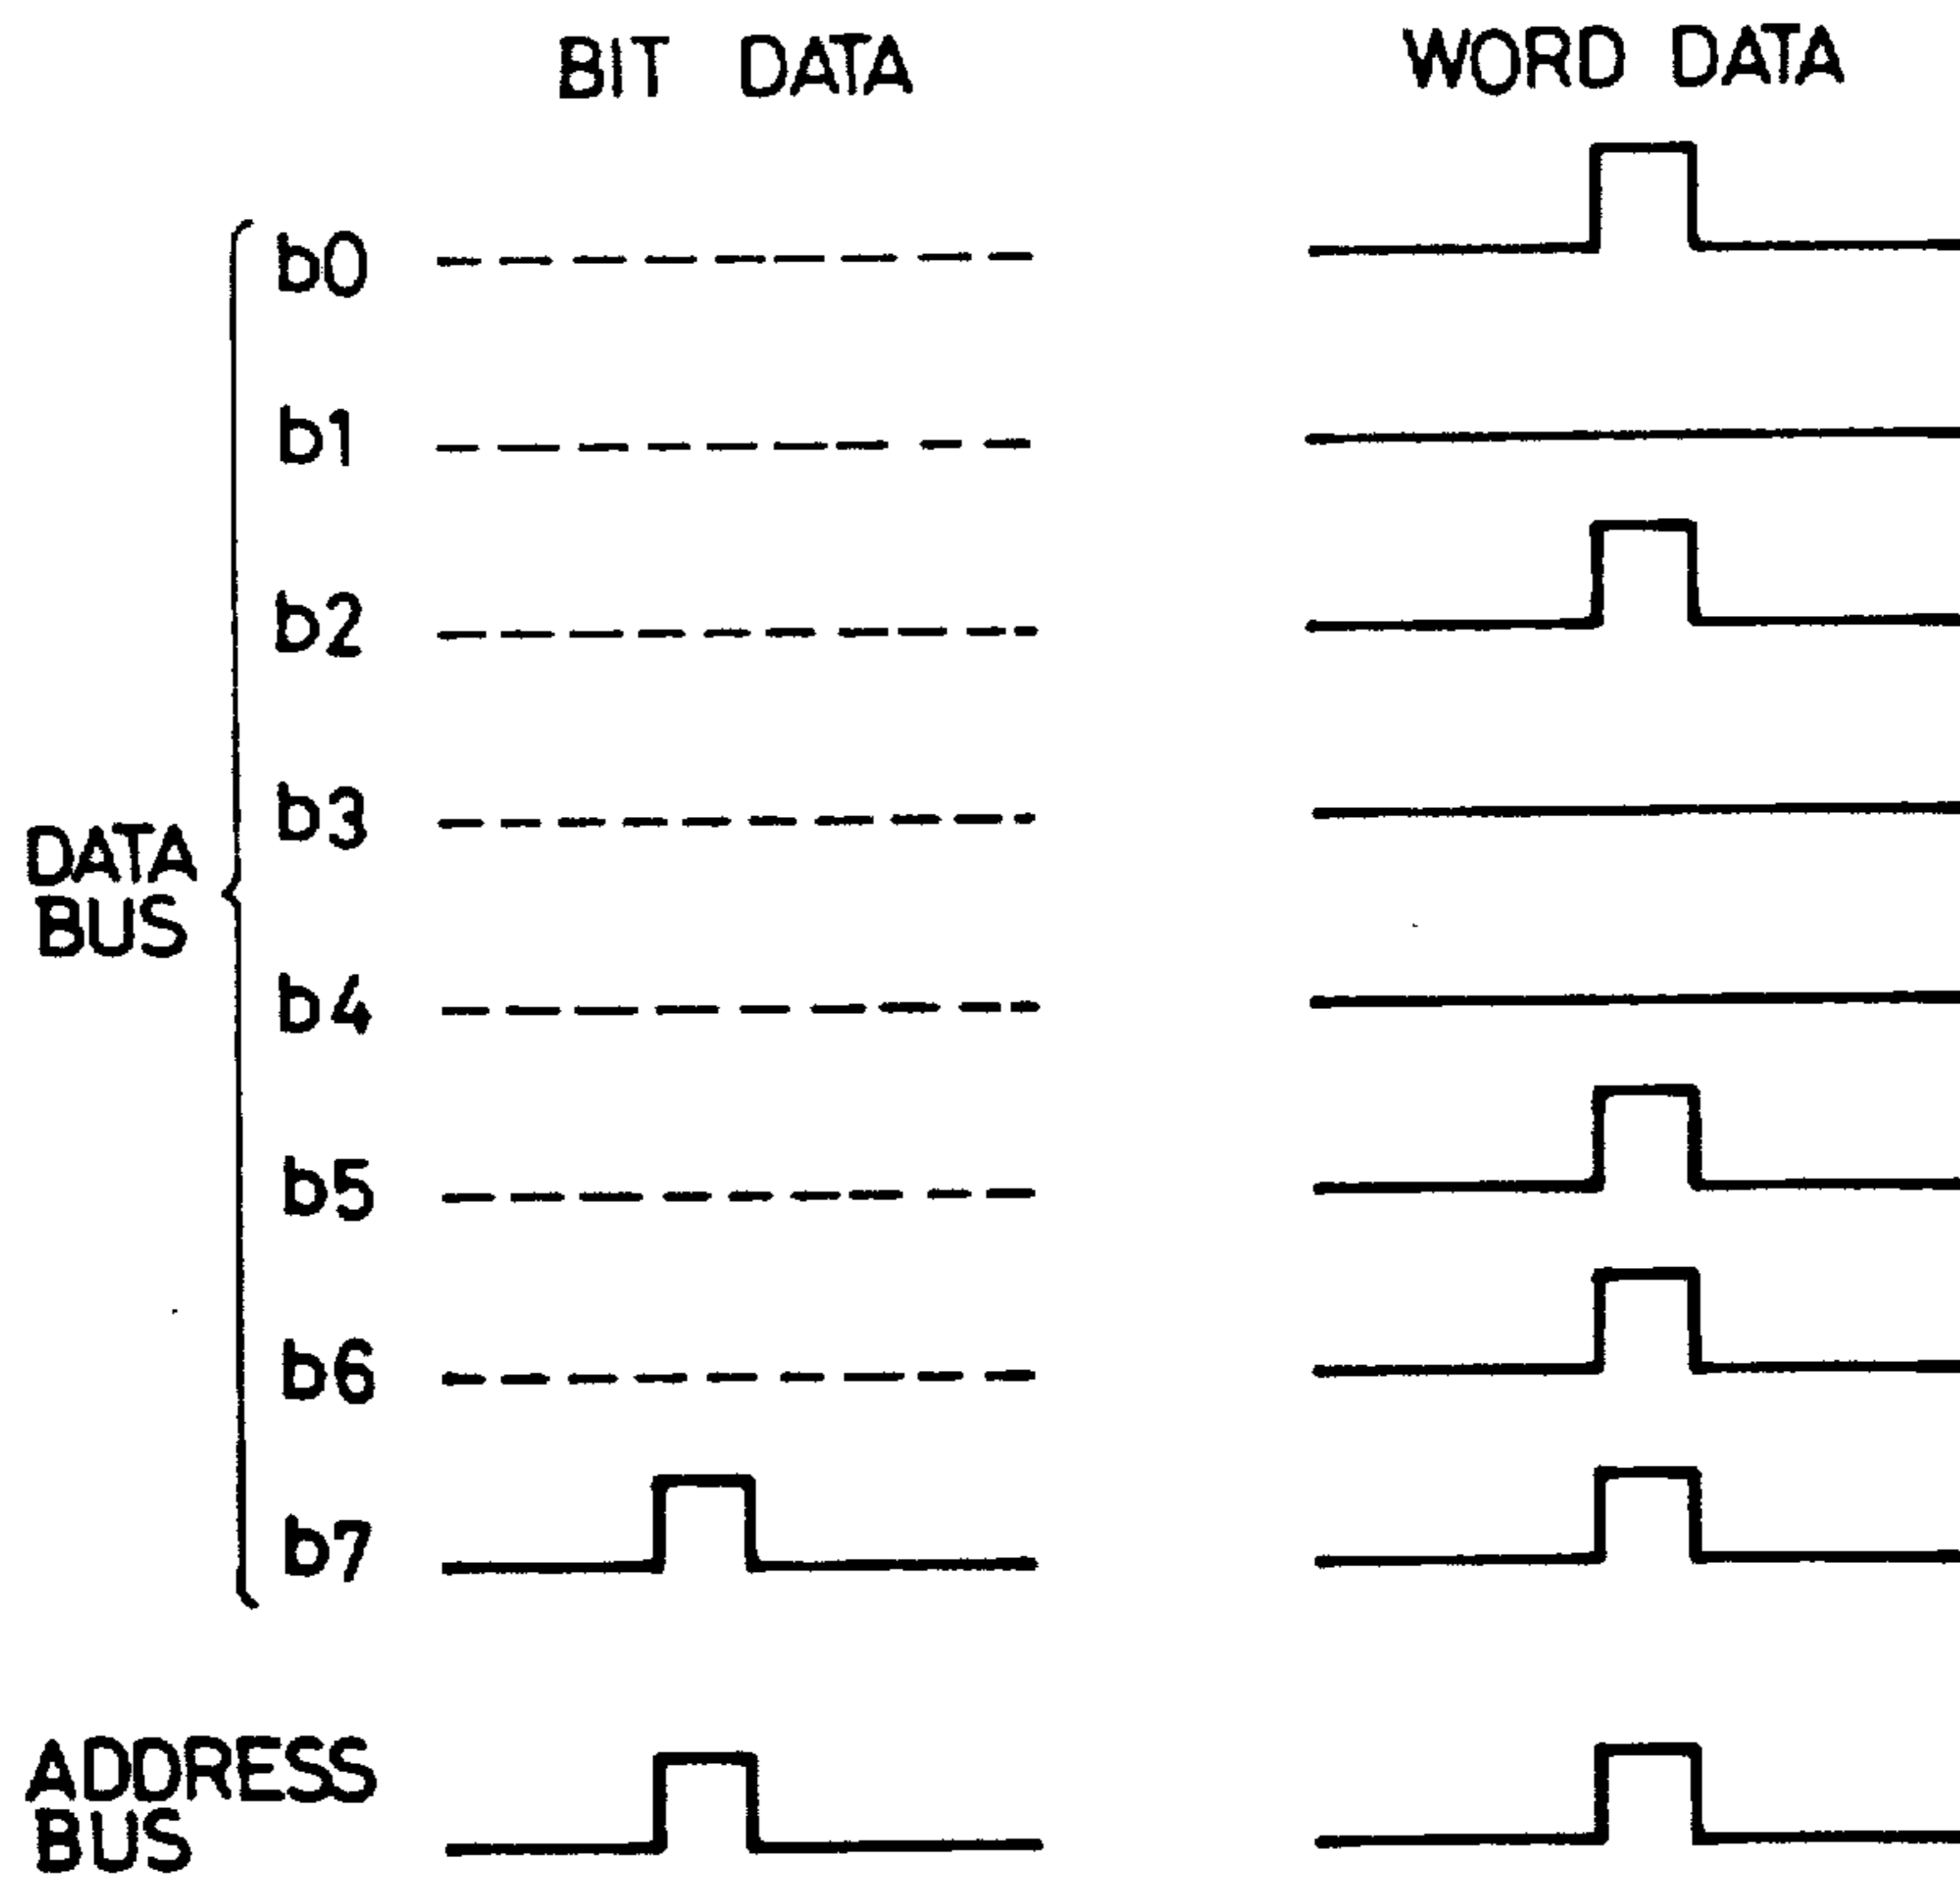 BIT DATA
WORD DATA
b0
b1
b2
b3
DATA
BUS
b4
b5
b6
b7
ADDRESS
BUS